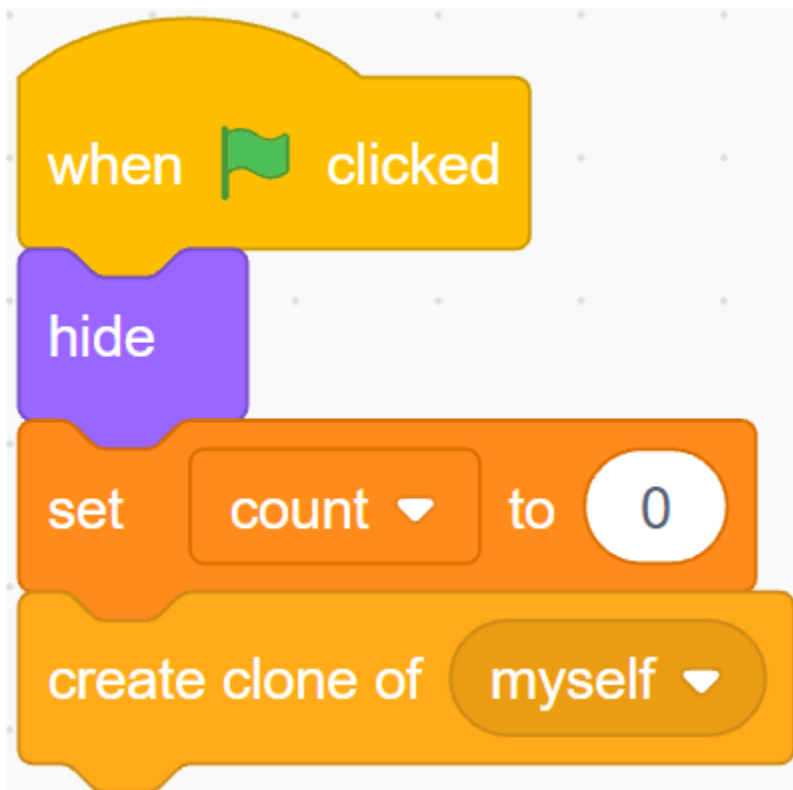 when clicked
hide
set count to 0
create clone of myself